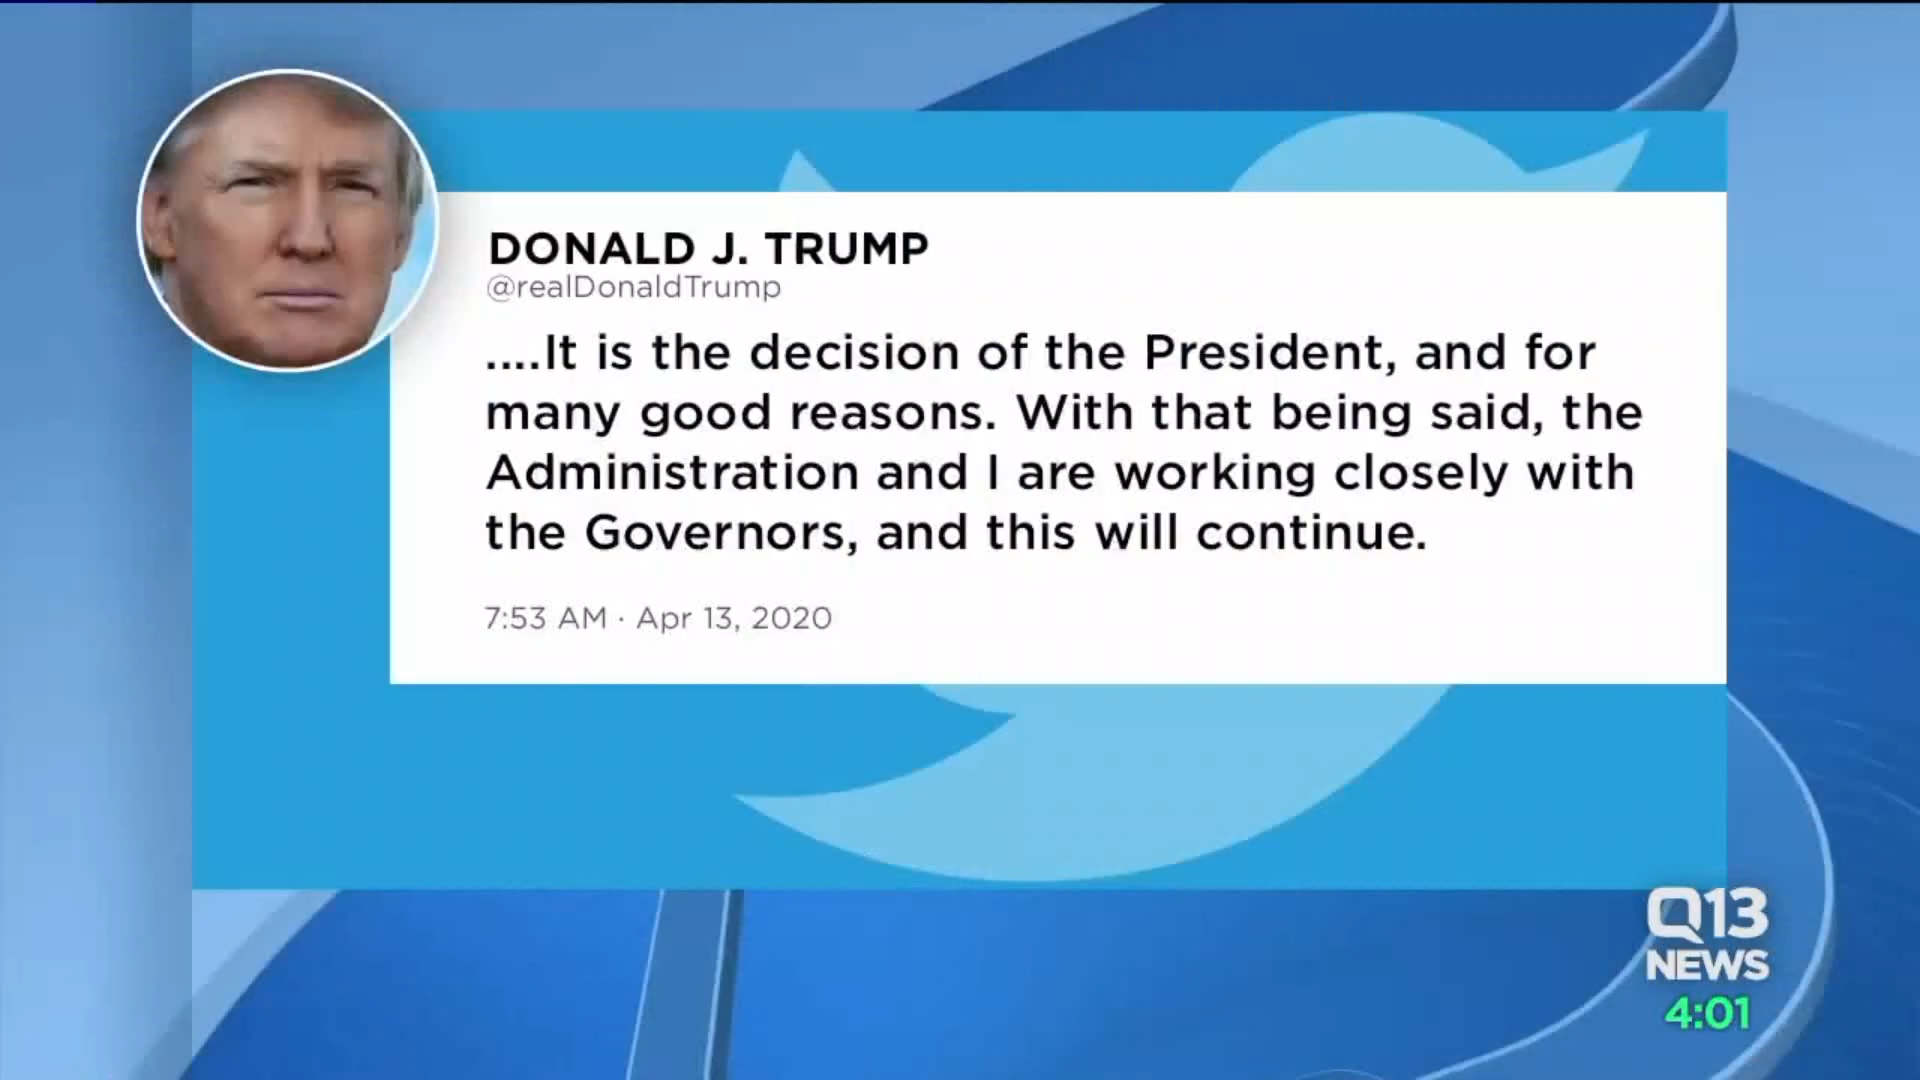 DONALD J. TRUMP
@realDonaldTrump
....It is the decision of the President, and for
many good reasons. With that being said, the
Administration and I are working closely with
the Governors, and this will continue.
7:53 AM · Apr 13, 2020
Q13
NEWS
4:01